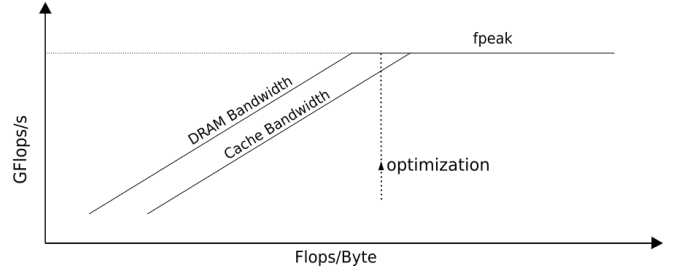 fpeak
DRAM Bandwidth
Cache Bandwidth
optimization
GFlops/s
Flops/Byte